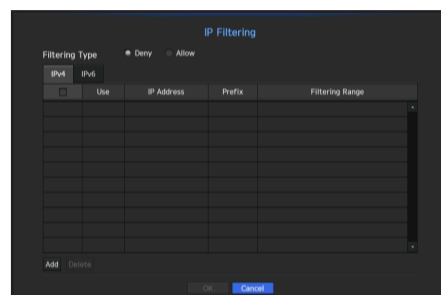 IP Filtering
Filtering Type Deny Allow
IPv4 IPv6
Use IP Address Prefix Filtering Range
Add Delete
OK Cancel